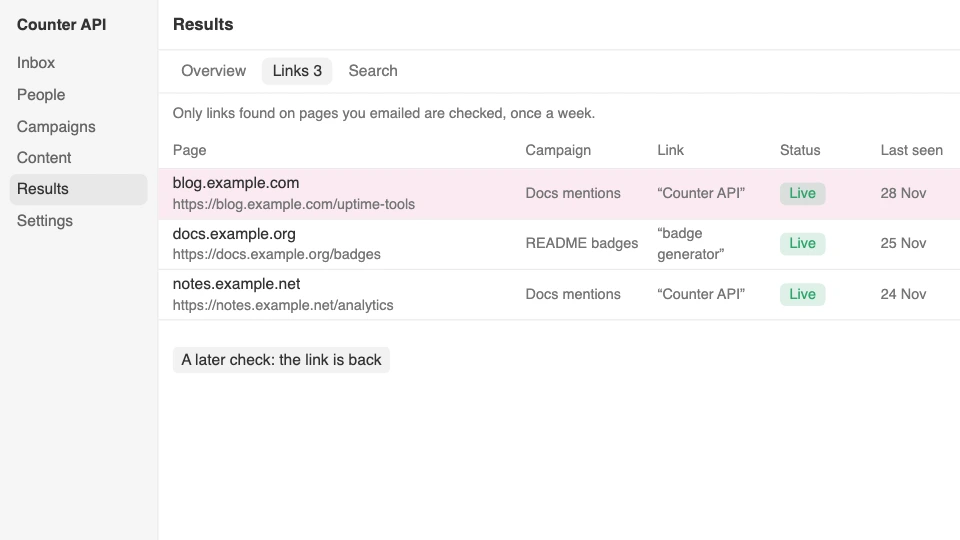 Counter API
Inbox
People
Campaigns
Content
Results
Settings
Results
Overview
Links 3
Search
Only links found on pages you emailed are checked, once a week.
Page Campaign Link Status Last seen
blog.example.com
https://blog.example.com/uptime-tools
Docs mentions
“Counter API”
Live
28 Nov
docs.example.org
https://docs.example.org/badges
README badges
“badge
generator”
Live
25 Nov
notes.example.net
https://notes.example.net/analytics
Docs mentions
“Counter API”
Live
24 Nov
A later check: the link is back